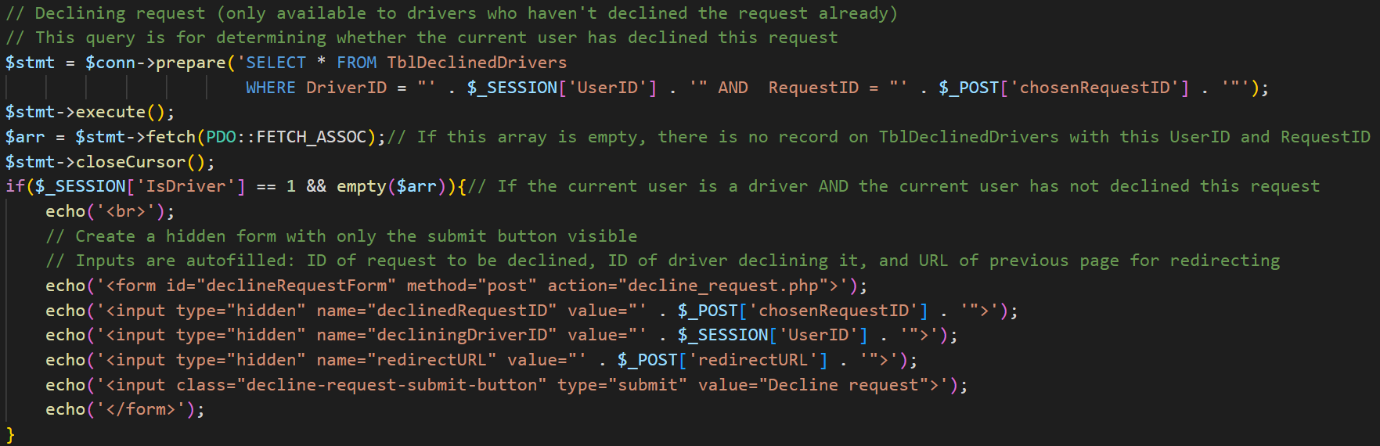 // Declining request (only available to drivers who haven't declined the request already)
// This query is for determining whether the current user has declined this request
$stmt = $conn->prepare('SELECT * FROM TblDeclinedDrivers
                        WHERE DriverID = "' . $_SESSION['UserID'] . '" AND  RequestID = "' . $_POST['chosenRequestID'] . '"');
$stmt->execute();
$arr = $stmt->fetch(PDO::FETCH_ASSOC);// If this array is empty, there is no record on TblDeclinedDrivers with this UserID and RequestID
$stmt->closeCursor();
if($_SESSION['IsDriver'] == 1 && empty($arr)){// If the current user is a driver AND the current user has not declined this request
    echo('<br>');
    // Create a hidden form with only the submit button visible
    // Inputs are autofilled: ID of request to be declined, ID of driver declining it, and URL of previous page for redirecting
    echo('<form id="declineRequestForm" method="post" action="decline_request.php">');
    echo('<input type="hidden" name="declinedRequestID" value="' . $_POST['chosenRequestID'] . '">');
    echo('<input type="hidden" name="decliningDriverID" value="' . $_SESSION['UserID'] . '">');
    echo('<input type="hidden" name="redirectURL" value="' . $_POST['redirectURL'] . '">');
    echo('<input class="decline-request-submit-button" type="submit" value="Decline request">');
    echo('</form>');
}